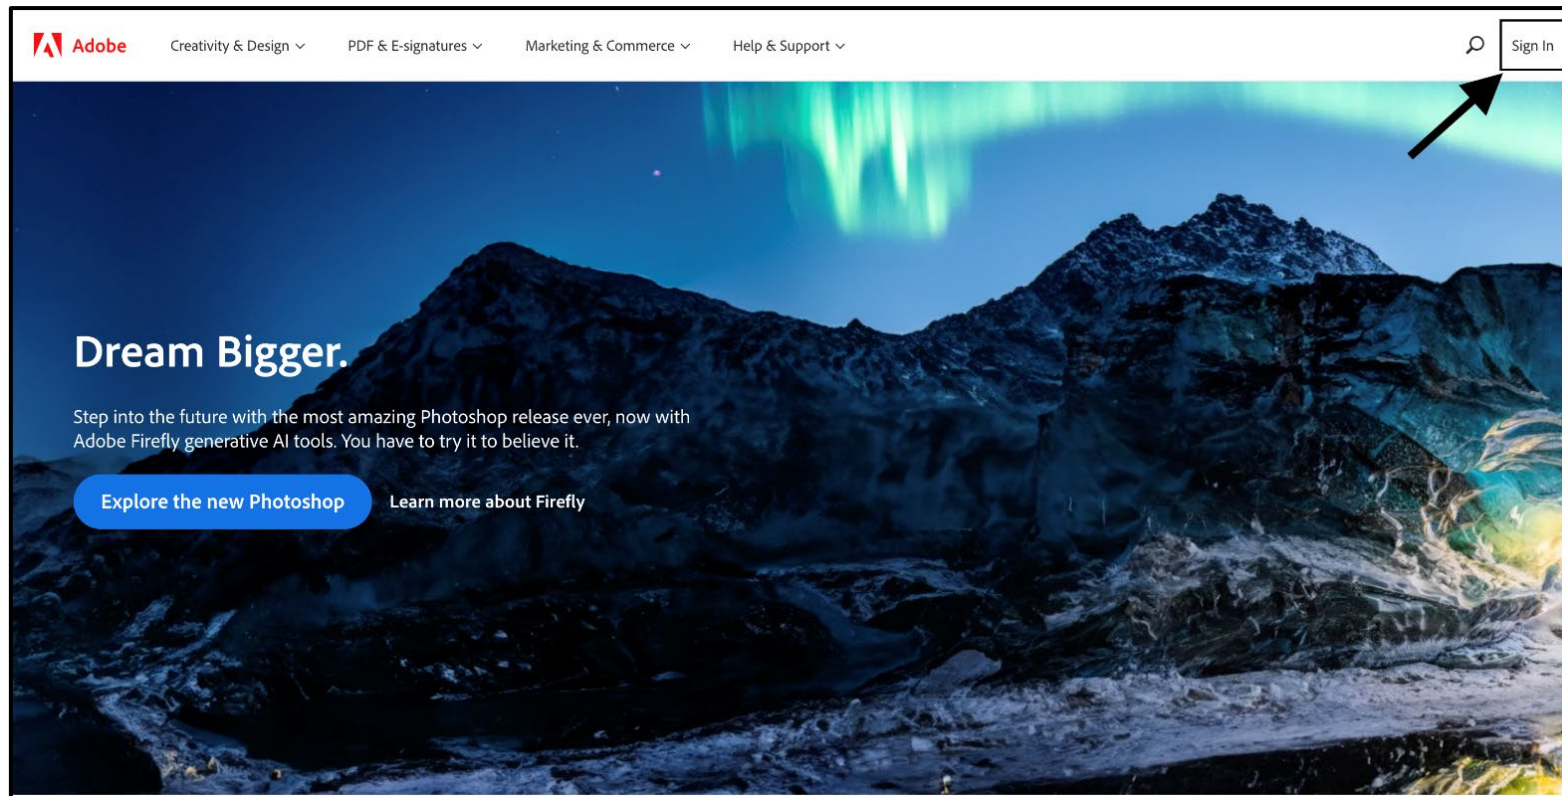 Adobe
Creativity & Design
PDF & E-signatures
Marketing & Commerce
Help & Support
Sign In
Dream Bigger.
Step into the future with the most amazing Photoshop release ever, now with
Adobe Firefly generative AI tools. You have to try it to believe it.
Explore the new Photoshop
Learn more about Firefly